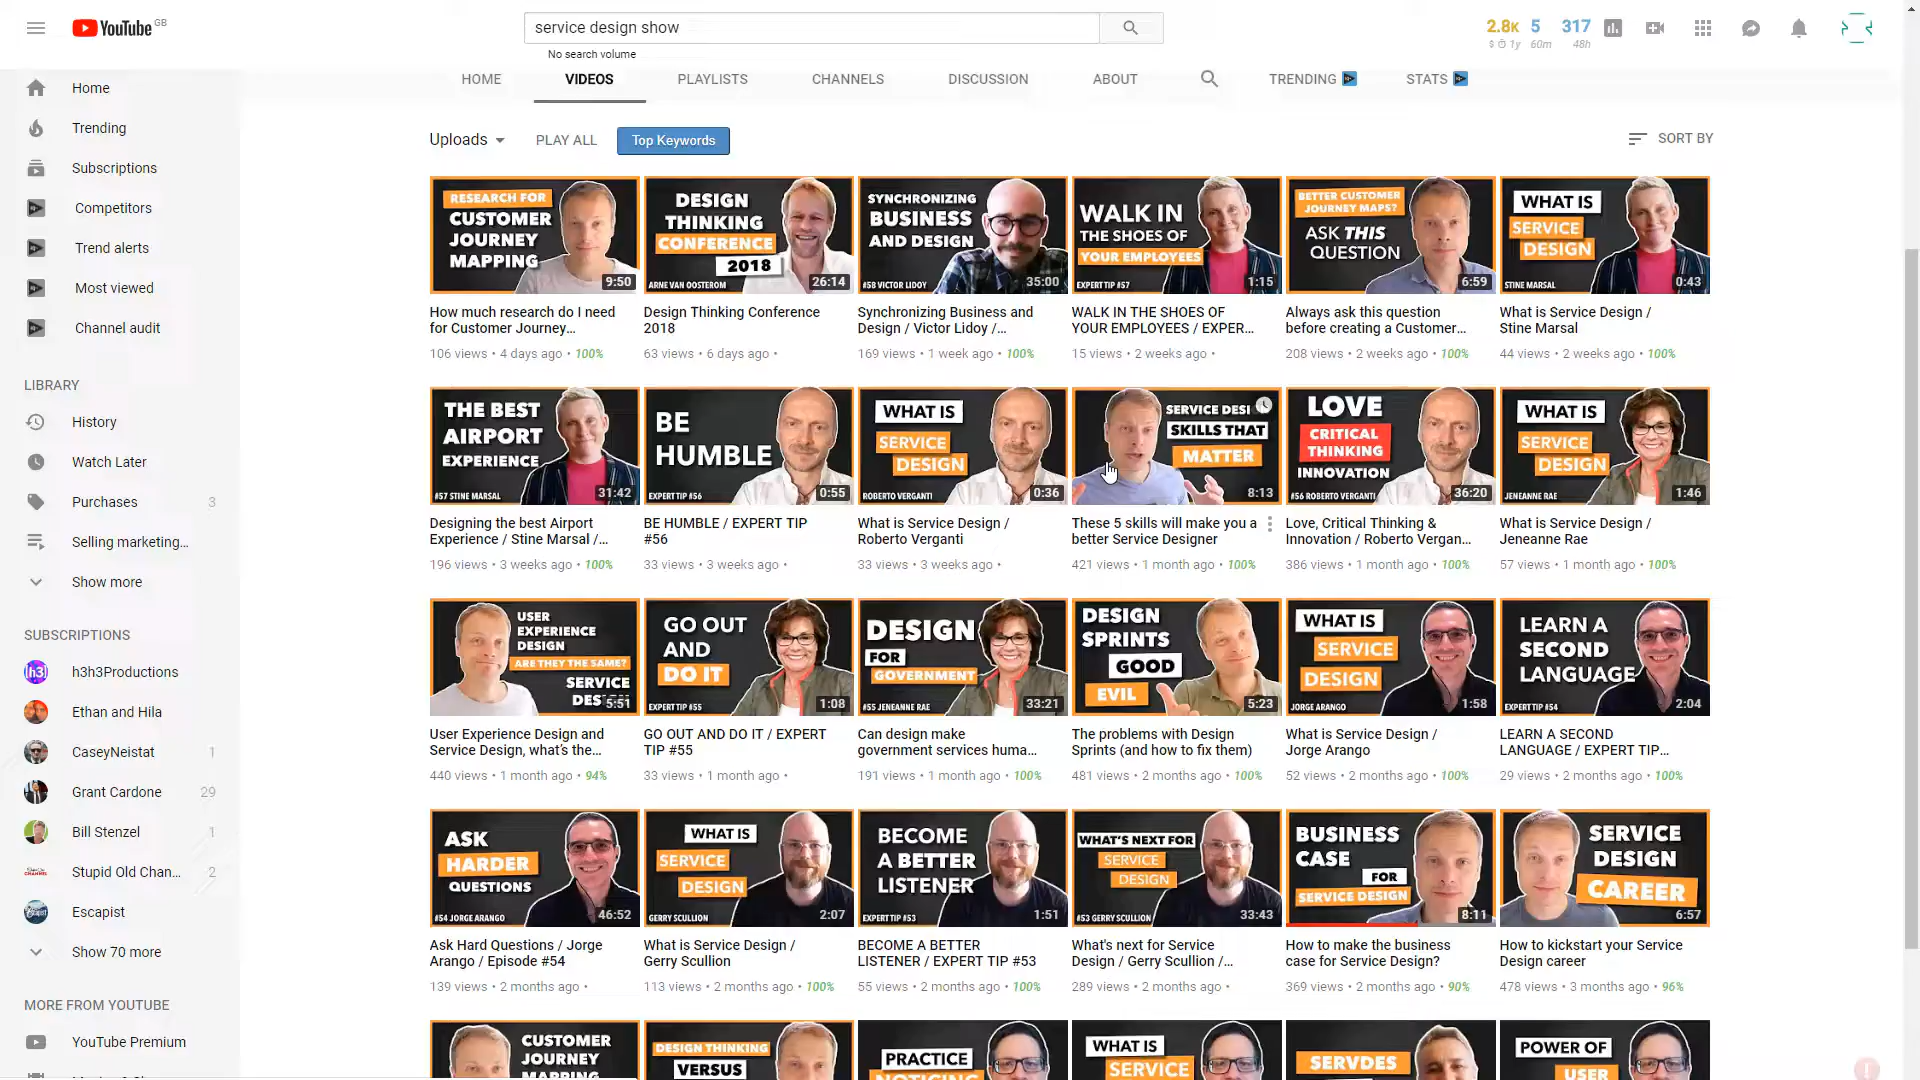 YouTube GB
service design show
No search volume
2.8K 5 317
1y 60m 48h
HOME VIDEOS PLAYLISTS CHANNELS DISCUSSION ABOUT TRENDING STATS
Uploads PLAY ALL Top Keywords SORT BY
Home
Trending
Subscriptions
Competitors
Trend alerts
Most viewed
Channel audit
LIBRARY
History
Watch Later
Purchases 3
Selling marketing...
Show more
SUBSCRIPTIONS
h3h3Productions
Ethan and Hila
CaseyNeistat 1
Grant Cardone 29
Bill Stenzel 1
Stupid Old Chan... 2
Escapist
Show 70 more
MORE FROM YOUTUBE
YouTube Premium
RESEARCH FOR
CUSTOMER
JOURNEY
MAPPING
9:50
How much research do I need
for Customer Journey...
106 views • 4 days ago • 100%
DESIGN
THINKING
CONFERENCE
2018
ARNE VAN OOSTEROM
26:14
Design Thinking Conference
2018
63 views • 6 days ago •
SYNCHRONIZING
BUSINESS
AND DESIGN
#58 VICTOR LIDOY
35:00
Synchronizing Business and
Design / Victor Lidoy /...
169 views • 1 week ago • 100%
WALK IN
THE SHOES OF
YOUR EMPLOYEES
EXPERT TIP #57
1:15
WALK IN THE SHOES OF
YOUR EMPLOYEES / EXPER...
15 views • 2 weeks ago •
BETTER CUSTOMER
JOURNEY MAPS?
ASK THIS
QUESTION
6:59
Always ask this question
before creating a Customer...
208 views • 2 weeks ago • 100%
WHAT IS
SERVICE
DESIGN
STINE MARSAL
0:43
What is Service Design /
Stine Marsal
44 views • 2 weeks ago • 100%
THE BEST
AIRPORT
EXPERIENCE
#57 STINE MARSAL
31:42
Designing the best Airport
Experience / Stine Marsal /...
196 views • 3 weeks ago • 100%
BE
HUMBLE
EXPERT TIP #56
0:55
BE HUMBLE / EXPERT TIP
#56
33 views • 3 weeks ago •
WHAT IS
SERVICE
DESIGN
ROBERTO VERGANTI
0:36
What is Service Design /
Roberto Verganti
33 views • 3 weeks ago •
SERVICE DESI
SKILLS THAT
MATTER
8:13
These 5 skills will make you a
better Service Designer
421 views • 1 month ago • 100%
LOVE
CRITICAL
THINKING
INNOVATION
#56 ROBERTO VERGANTI
36:20
Love, Critical Thinking &
Innovation / Roberto Vergan...
386 views • 1 month ago • 100%
WHAT IS
SERVICE
DESIGN
JENEANNE RAE
1:46
What is Service Design /
Jeneanne Rae
57 views • 1 month ago • 100%
USER
EXPERIENCE
DESIGN
ARE THEY THE SAME?
SERVICE
DES
5:51
User Experience Design and
Service Design, what's the...
440 views • 1 month ago • 94%
GO OUT
AND
DO IT
EXPERT TIP #55
1:08
GO OUT AND DO IT / EXPERT
TIP #55
33 views • 1 month ago •
DESIGN
FOR
GOVERNMENT
#55 JENEANNE RAE
33:21
Can design make
government services huma...
191 views • 1 month ago • 100%
DESIGN
SPRINTS
GOOD
EVIL
5:23
The problems with Design
Sprints (and how to fix them)
481 views • 2 months ago • 100%
WHAT IS
SERVICE
DESIGN
JORGE ARANGO
1:58
What is Service Design /
Jorge Arango
52 views • 2 months ago • 100%
LEARN A
SECOND
LANGUAGE
EXPERT TIP #54
2:04
LEARN A SECOND
LANGUAGE / EXPERT TIP...
29 views • 2 months ago • 100%
ASK
HARDER
QUESTIONS
#54 JORGE ARANGO
46:52
Ask Hard Questions / Jorge
Arango / Episode #54
139 views • 2 months ago •
WHAT IS
SERVICE
DESIGN
GERRY SCULLION
2:07
What is Service Design /
Gerry Scullion
113 views • 2 months ago • 100%
BECOME
A BETTER
LISTENER
EXPERT TIP #53
1:51
BECOME A BETTER
LISTENER / EXPERT TIP #53
55 views • 2 months ago • 100%
WHAT'S NEXT FOR
SERVICE
DESIGN
#53 GERRY SCULLION
33:43
What's next for Service
Design / Gerry Scullion /...
289 views • 2 months ago •
BUSINESS
CASE
FOR
SERVICE DESIGN
8:11
How to make the business
case for Service Design?
369 views • 2 months ago • 90%
SERVICE
DESIGN
CAREER
6:57
How to kickstart your Service
Design career
478 views • 3 months ago • 96%
CUSTOMER
JOURNEY
MAPPING
DESIGN THINKING
VERSUS
PRACTICE
NOTICING
WHAT IS
SERVICE
SERVDES
POWER OF
USER